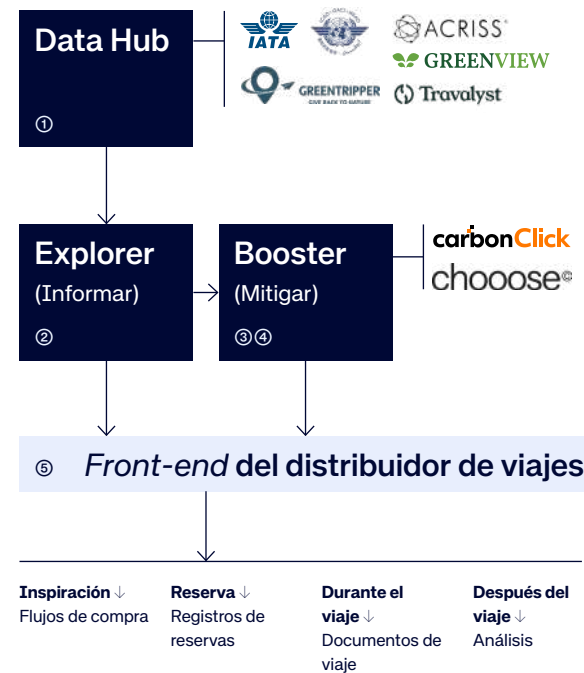 Data Hub
①
IATA
ACRISS®
GREENVIEW
GREENTRIPPER
GIVE BACK TO NATURE
Travalyst
Explorer
(Informar)
②
Booster
(Mitigar)
③④
carbonClick
chooose©
⑤ Front-end del distribuidor de viajes
Inspiración ↓
Flujos de compra
Reserva ↓
Registros de
reservas
Durante el
viaje ↓
Documentos de
viaje
Después del
viaje ↓
Análisis